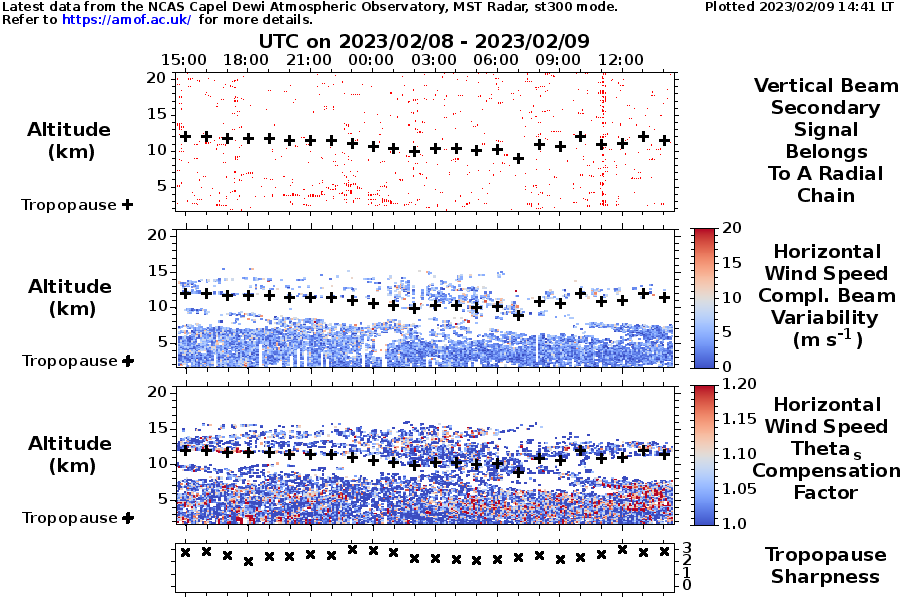 Latest data from the NCAS Capel Dewi Atmospheric Observatory, MST Radar, st300 mode.
Plotted 2023/02/09 14:41 LT
Refer to https://amof.ac.uk/ for more details.
UTC on 2023/02/08 - 2023/02/09
15:00 18:00 21:00 00:00 03:00 06:00 09:00 12:00
20
15
10
5
Altitude
(km)
Tropopause
Vertical Beam
Secondary
Signal
Belongs
To A Radial
Chain
20
15
10
5
Altitude
(km)
Tropopause
20
15
10
5
0
Horizontal
Wind Speed
Compl. Beam
Variability
(m s-1)
20
15
10
5
Altitude
(km)
Tropopause
1.20
1.15
1.10
1.05
1.0
Horizontal
Wind Speed
Theta s
Compensation
Factor
3
2
1
0
Tropopause
Sharpness